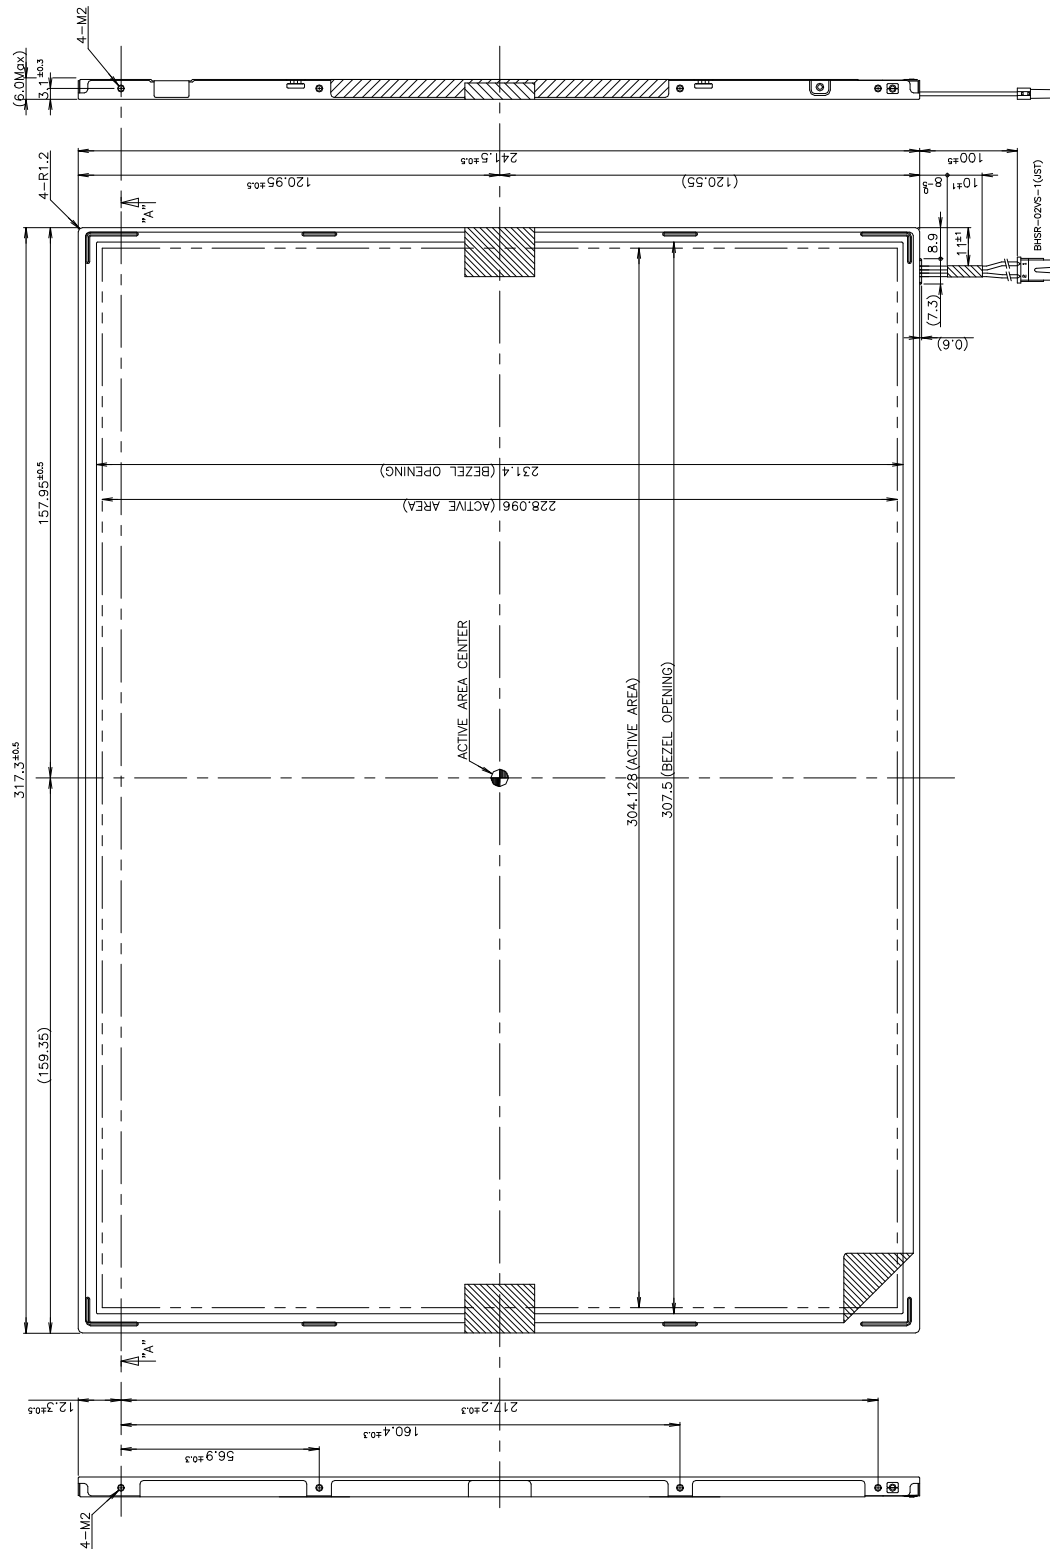 4-M2
(6.0Max)
3.1±0.3
4-R1.2
241.5±0.5
120.95±0.5
(120.55)
100±5
8-⁰₅
10±1
"A"
8.9
11±1
BHSR-02VS-1(JST)
1
2
(7.3)
(0.6)
317.3±0.5
157.95±0.5
(159.35)
231.4 (BEZEL OPENING)
228.096 (ACTIVE AREA)
ACTIVE AREA CENTER
304.128 (ACTIVE AREA)
307.5 (BEZEL OPENING)
"A"
12.3±0.5
217.2±0.3
160.4±0.3
56.9±0.3
4-M2